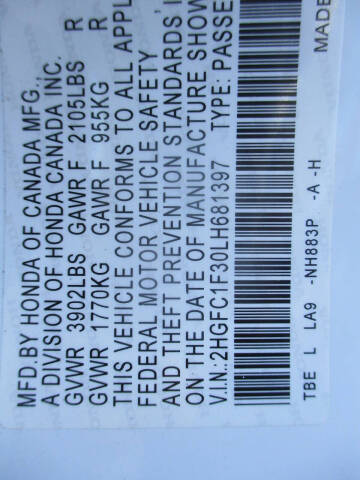 MFD.BY HONDA OF CANADA MFG.,
A DIVISION OF HONDA CANADA INC.
GVWR 3902LBS GAWR F 2105LBS R
GVWR 1770KG GAWR F 955KG R
THIS VEHICLE CONFORMS TO ALL APPL
FEDERAL MOTOR VEHICLE SAFETY
AND THEFT PREVENTION STANDARDS, I
ON THE DATE OF MANUFACTURE SHOW
V.I.N.:2HGFC1F30LH681397 TYPE: PASSE
TBE L LA9 -NH883P -A -H MADE